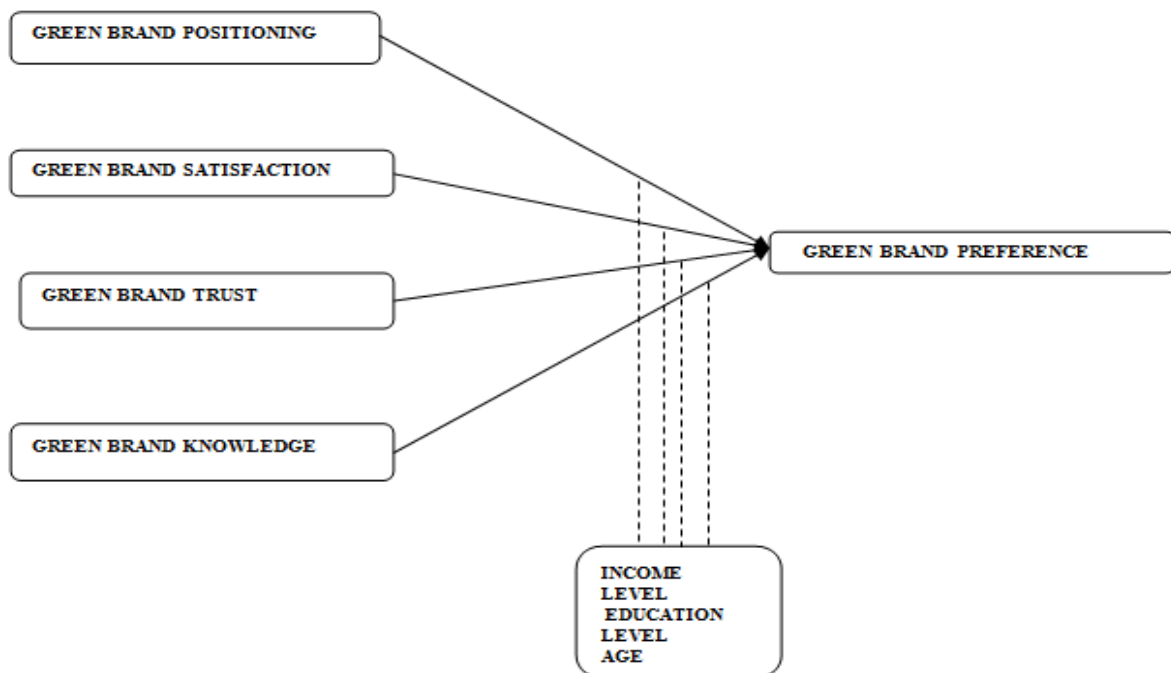 GREEN BRAND POSITIONING
GREEN BRAND SATISFACTION
GREEN BRAND PREFERENCE
GREEN BRAND TRUST
GREEN BRAND KNOWLEDGE
INCOME
LEVEL
EDUCATION
LEVEL
AGE